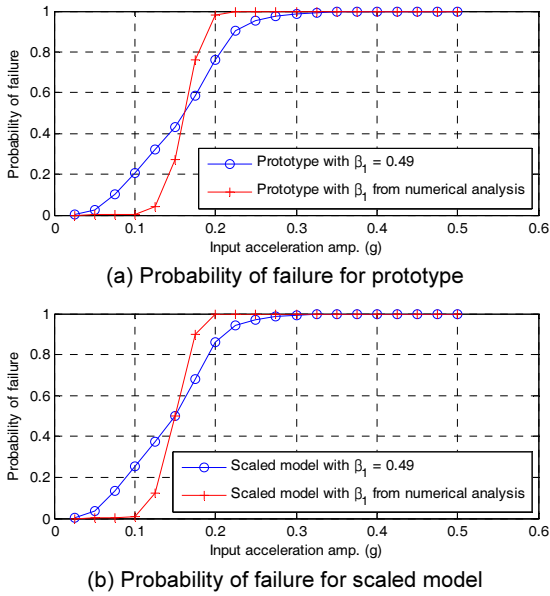 1
0.8
0.6
0.4
0.2
0
Probability of failure
Prototype with β1 = 0.49
Prototype with β1 from numerical analysis
0 0.1 0.2 0.3 0.4 0.5 0.6
Input acceleration amp. (g)
(a) Probability of failure for prototype
1
0.8
0.6
0.4
0.2
0
Probability of failure
Scaled model with β1 = 0.49
Scaled model with β1 from numerical analysis
0 0.1 0.2 0.3 0.4 0.5 0.6
Input acceleration amp. (g)
(b) Probability of failure for scaled model